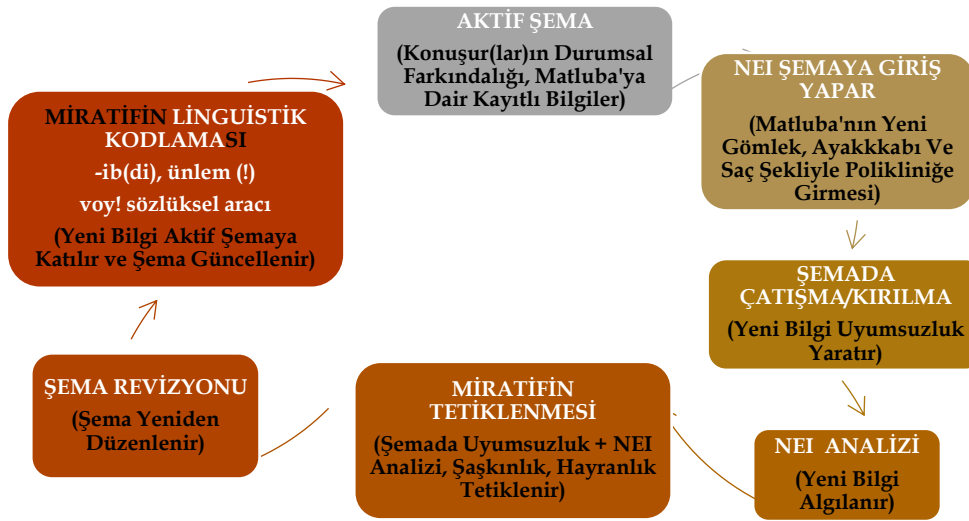 AKTİF ŞEMA
(Konuşur(lar)ın Durumsal
Farkındalığı, Matluba'ya
Dair Kayıtlı Bilgiler)
NEI ŞEMAYA GİRİŞ
YAPAR
(Matluba'nın Yeni
Gömlek, Ayakkkabı Ve
Saç Şekliyle Polikliniğe
Girmesi)
ŞEMADA
ÇATIŞMA/KIRILMA
(Yeni Bilgi Uyumsuzluk
Yaratır)
NEI ANALİZİ
(Yeni Bilgi
Algılanır)
MİRATİFİN
TETİKLENMESİ
(Şemada Uyumsuzluk + NEI
Analizi, Şaşkınlık, Hayranlık
Tetiklenir)
ŞEMA REVİZYONU
(Şema Yeniden
Düzenlenir)
MİRATİFİN LİNGUİSTİK
KODLAMASI
-ib(di), ünlem (!)
voy! sözlüksel aracı
(Yeni Bilgi Aktif Şemaya
Katılır ve Şema Güncellenir)